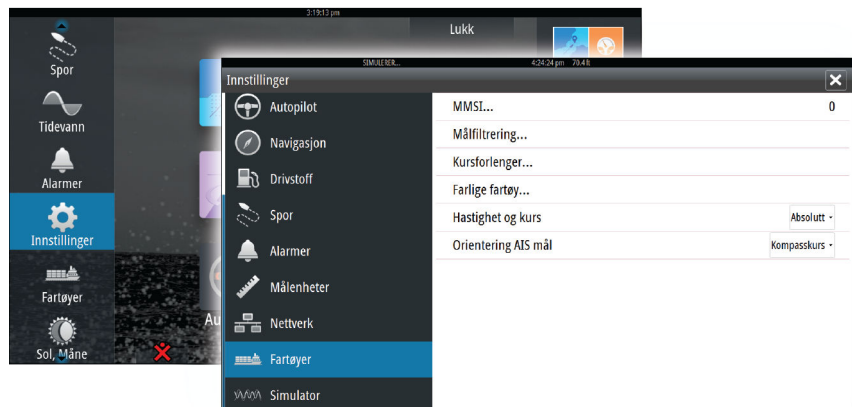 3:19:13 pm
Lukk
Spor
Tidevann
Alarmer
Innstillinger
Fartøyer
Sol, Måne
Au
SIMULERER...
4:24:24 pm 70.4 ft
Innstillinger
Autopilot
Navigasjon
Drivstoff
Spor
Alarmer
Målenheter
Nettverk
Fartøyer
Simulator
MMSI... 0
Målfiltrering...
Kursforlenger...
Farlige fartøy...
Hastighet og kurs Absolutt
Orientering AIS mål Kompasskurs